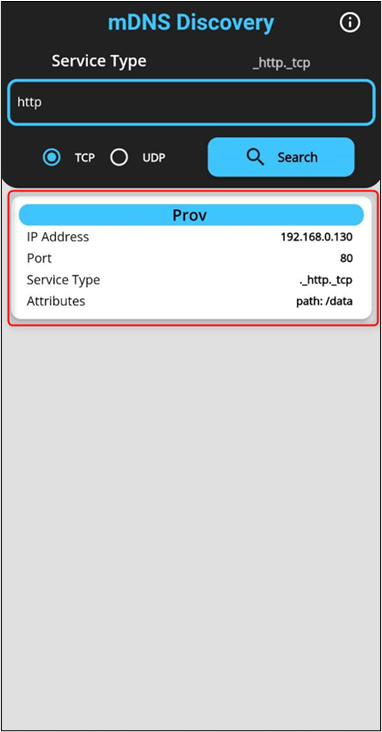 mDNS Discovery
Service Type _http._tcp
http
TCP UDP Search
Prov
IP Address 192.168.0.130
Port 80
Service Type ._http._tcp
Attributes path: /data